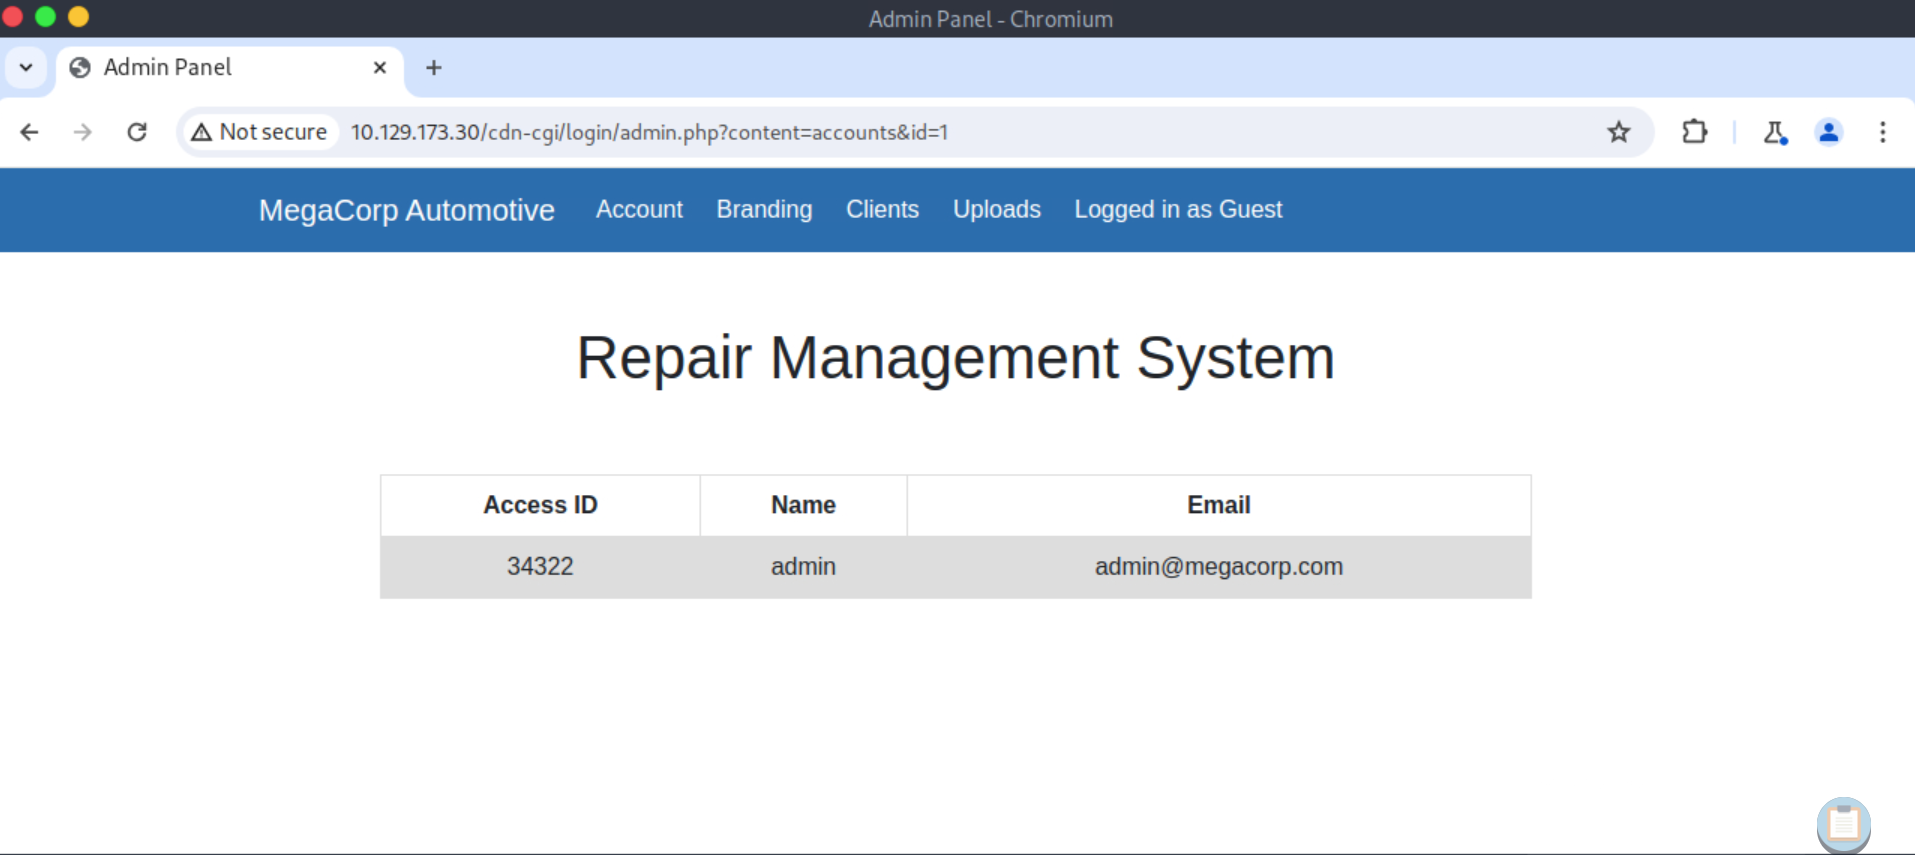 Admin Panel - Chromium
Admin Panel
Not secure 10.129.173.30/cdn-cgi/login/admin.php?content=accounts&id=1
MegaCorp Automotive Account Branding Clients Uploads Logged in as Guest
Repair Management System
Access ID Name Email
34322 admin admin@megacorp.com